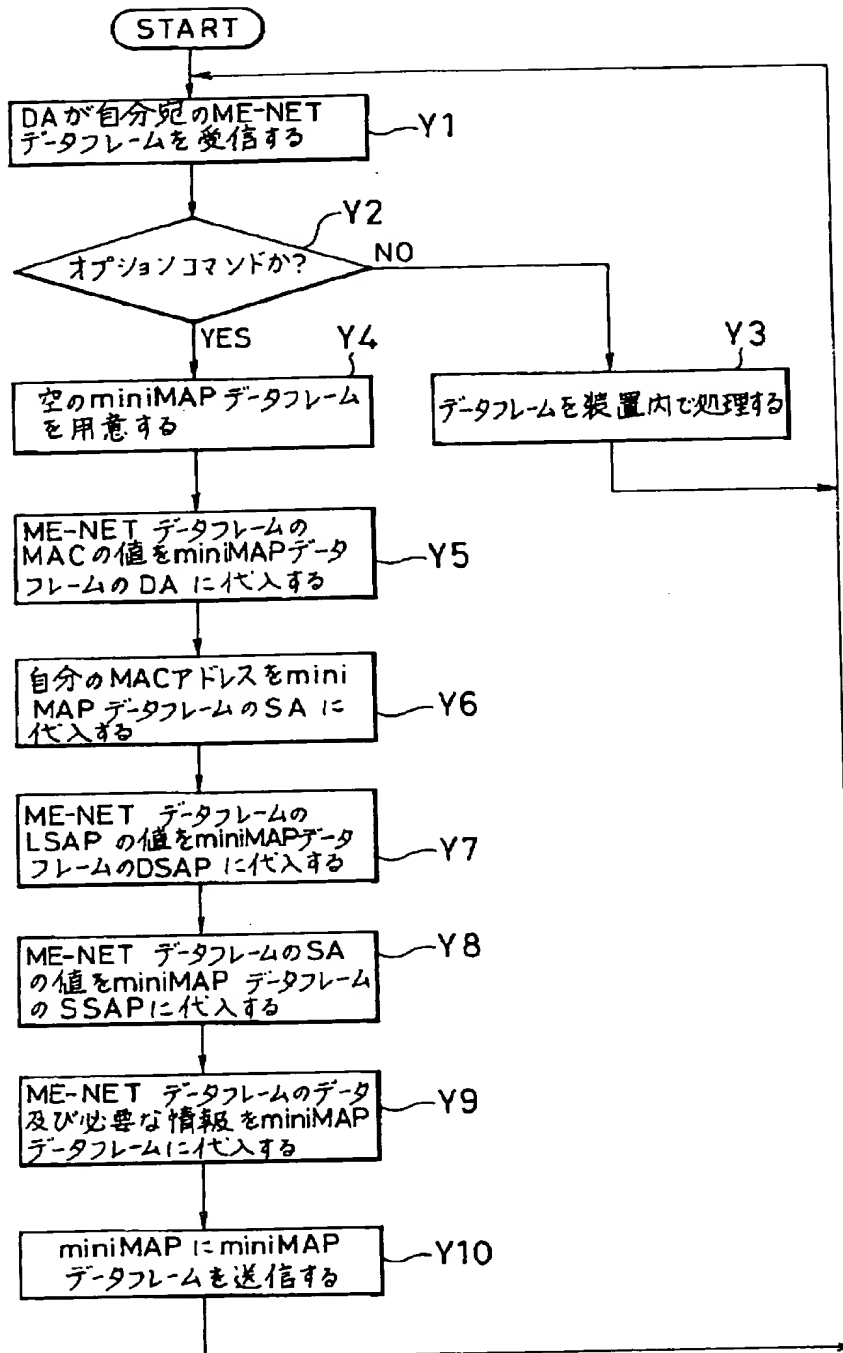 START
DAが自分宛のME-NET
データフレームを受信する
Y1
Y2
オプションコマンドか?
NO
YES
Y4
Y3
空のminiMAPデータフレーム
を用意する
データフレームを装置内で処理する
ME-NET データフレームの
MACの値をminiMAPデータ
フレームのDAに代入する
Y5
自分のMACアドレスをmini
MAPデータフレームのSAに
代入する
Y6
ME-NET データフレームの
LSAPの値をminiMAPデータ
フレームのDSAPに代入する
Y7
ME-NET データフレームのSA
の値をminiMAP データフレーム
のSSAPに代入する
Y8
ME-NET データフレームのデータ
及び必要な情報をminiMAP
データフレームに代入する
Y9
miniMAPにminiMAP
データフレームを送信する
Y10